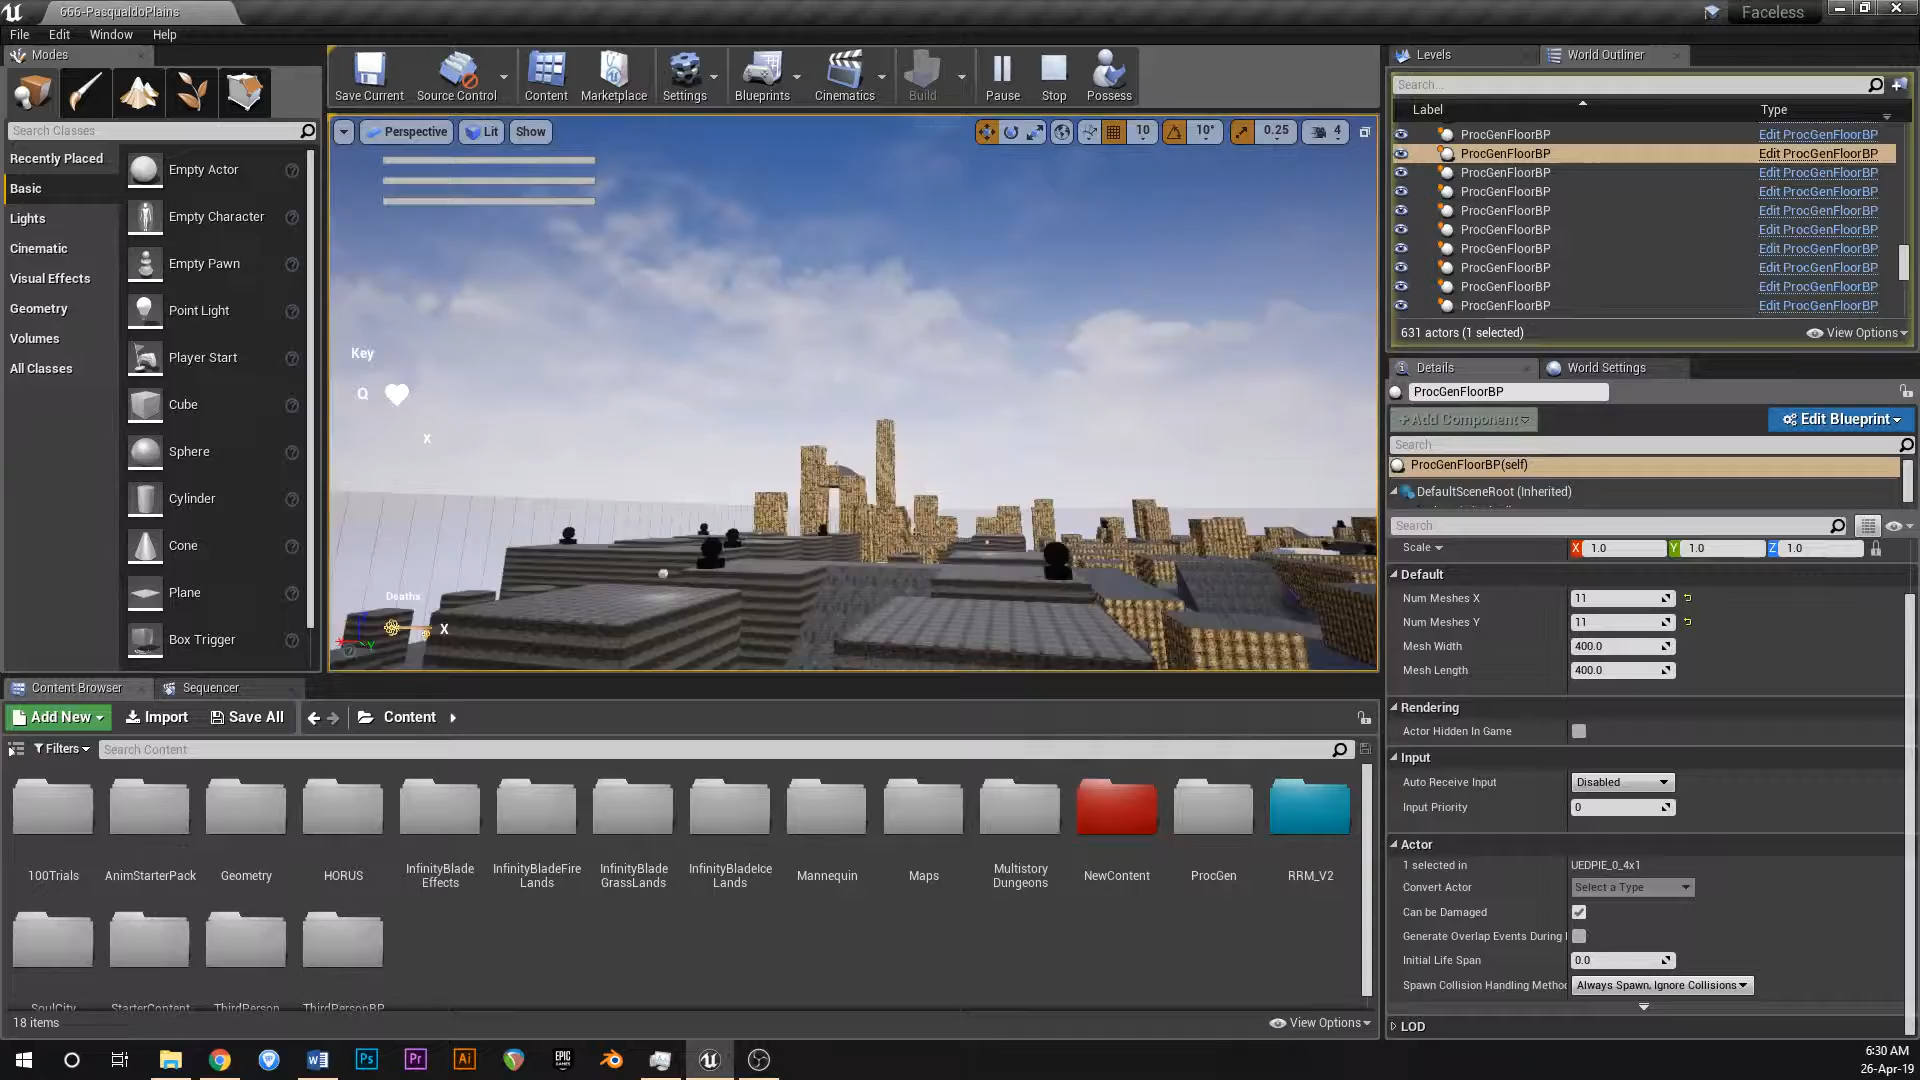 666-PasqualdoPlains
Faceless
File Edit Window Help
Modes
Search Classes
Recently Placed
Basic
Lights
Cinematic
Visual Effects
Geometry
Volumes
All Classes
Empty Actor
Empty Character
Empty Pawn
Point Light
Player Start
Cube
Sphere
Cylinder
Cone
Plane
Box Trigger
Save Current Source Control Content Marketplace Settings Blueprints Cinematics Build Pause Stop Possess
Perspective Lit Show
10 10° 0.25 4
Key
Q
X
Deaths
X
Y
Levels World Outliner
Search...
Label Type
ProcGenFloorBP Edit ProcGenFloorBP
ProcGenFloorBP Edit ProcGenFloorBP
ProcGenFloorBP Edit ProcGenFloorBP
ProcGenFloorBP Edit ProcGenFloorBP
ProcGenFloorBP Edit ProcGenFloorBP
ProcGenFloorBP Edit ProcGenFloorBP
ProcGenFloorBP Edit ProcGenFloorBP
ProcGenFloorBP Edit ProcGenFloorBP
ProcGenFloorBP Edit ProcGenFloorBP
ProcGenFloorBP Edit ProcGenFloorBP
631 actors (1 selected) View Options
Details World Settings
ProcGenFloorBP
+Add Component Edit Blueprint
Search
ProcGenFloorBP(self)
DefaultSceneRoot (Inherited)
Search
Scale X 1.0 Y 1.0 Z 1.0
Default
Num Meshes X 11
Num Meshes Y 11
Mesh Width 400.0
Mesh Length 400.0
Rendering
Actor Hidden In Game
Input
Auto Receive Input Disabled
Input Priority 0
Actor
1 selected in UEDPIE_0_4x1
Convert Actor Select a Type
Can be Damaged
Generate Overlap Events During
Initial Life Span 0.0
Spawn Collision Handling Method Always Spawn, Ignore Collisions
LOD
Content Browser Sequencer
Add New Import Save All Content
Filters Search Content
100Trials AnimStarterPack Geometry HORUS InfinityBlade Effects InfinityBladeFire Lands InfinityBlade GrassLands InfinityBladeIce Lands Mannequin Maps Multistory Dungeons NewContent ProcGen RRM_V2
SoulCity StarterContent ThirdPerson ThirdPersonBP
18 items View Options
Ps Pr Ai EPIC GAMES
6:30 AM
26-Apr-19